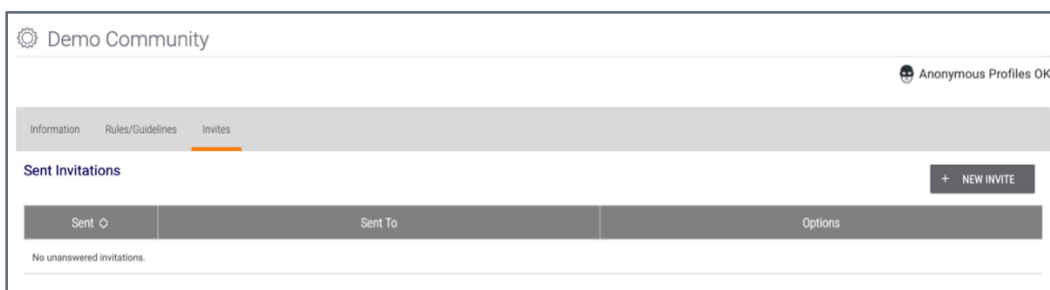 Demo Community
Anonymous Profiles OK
Information Rules/Guidelines Invites
Sent Invitations
+ NEW INVITE
Sent Sent To Options
No unanswered invitations.